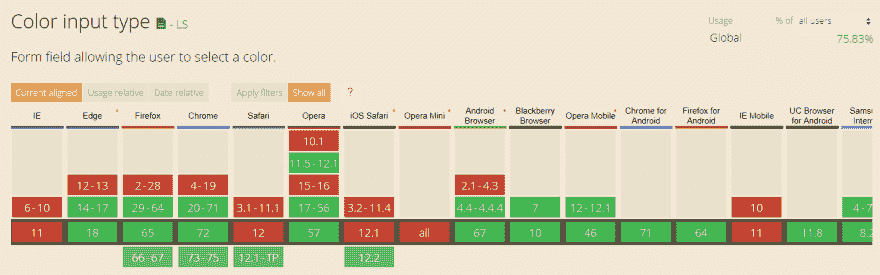 Color input type - LS
Usage % of all users
Global 75.83%
Form field allowing the user to select a color.
Current aligned Usage relative Date relative Apply filters Show all ?
IE Edge * Firefox Chrome Safari Opera iOS Safari * Opera Mini * Android Browser * Blackberry Browser Opera Mobile * Chrome for Android Firefox for Android IE Mobile UC Browser for Android Sams Intern
10.1
11.5 - 12.1
12 - 13 2 - 28 4 - 19 15 - 16 2.1 - 4.3
6 - 10 14 - 17 29 - 64 20 - 71 3.1 - 11.1 17 - 56 3.2 - 11.4 4.4 - 4.4.4 7 12 - 12.1 10 4 - 7
11 18 65 72 12 57 12.1 all 67 10 46 71 64 11 11.8 8.2
66 - 67 73 - 75 12.1 - TP 12.2